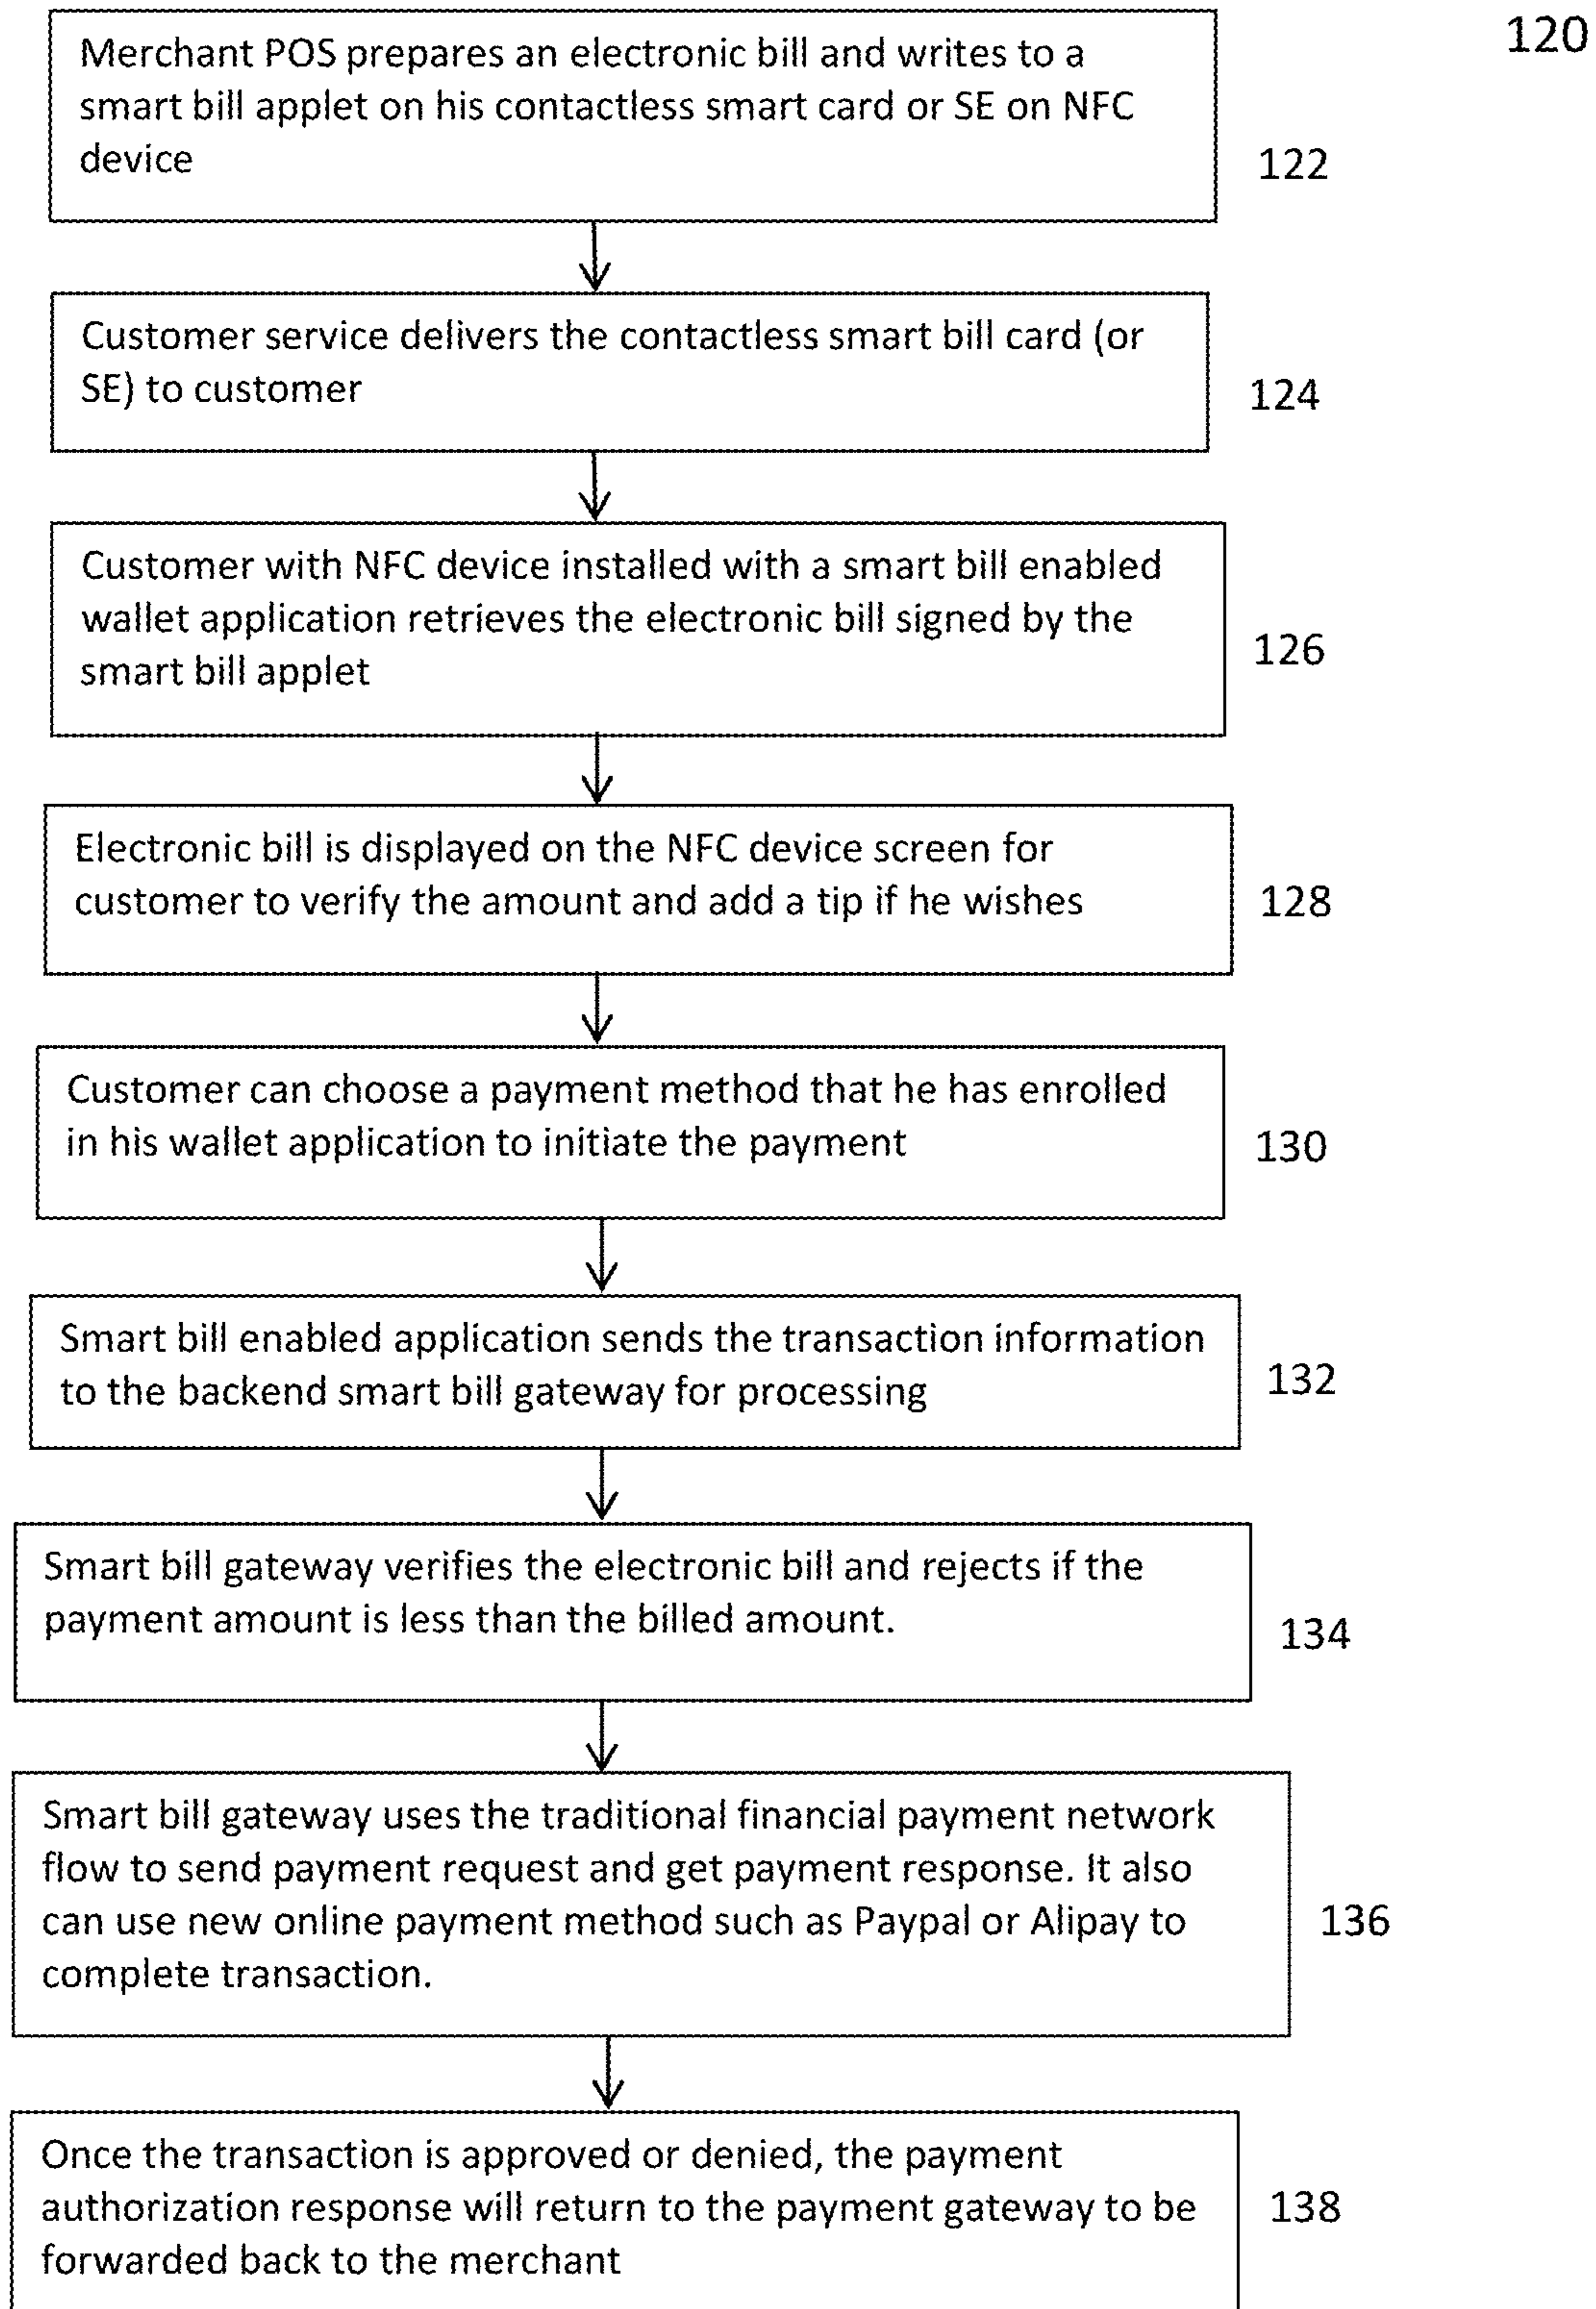 120
Merchant POS prepares an electronic bill and writes to a
smart bill applet on his contactless smart card or SE on NFC
device
122
Customer service delivers the contactless smart bill card (or
SE) to customer
124
Customer with NFC device installed with a smart bill enabled
wallet application retrieves the electronic bill signed by the
smart bill applet
126
Electronic bill is displayed on the NFC device screen for
customer to verify the amount and add a tip if he wishes
128
Customer can choose a payment method that he has enrolled
in his wallet application to initiate the payment
130
Smart bill enabled application sends the transaction information
to the backend smart bill gateway for processing
132
Smart bill gateway verifies the electronic bill and rejects if the
payment amount is less than the billed amount.
134
Smart bill gateway uses the traditional financial payment network
flow to send payment request and get payment response. It also
can use new online payment method such as Paypal or Alipay to
complete transaction.
136
Once the transaction is approved or denied, the payment
authorization response will return to the payment gateway to be
forwarded back to the merchant
138